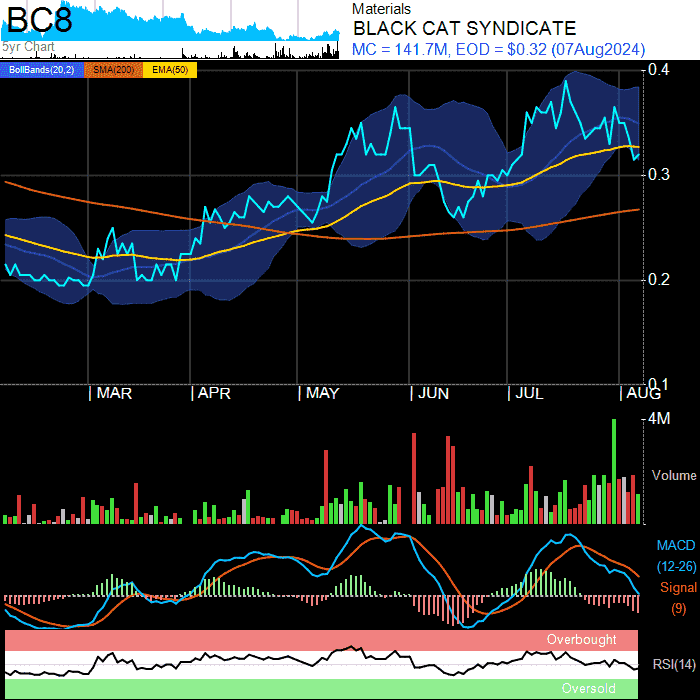 BC8
5yr Chart
Materials
BLACK CAT SYNDICATE
MC = 141.7M, EOD = $0.32 (07Aug2024)
BollBands(20,2) SMA(200) EMA(50)
0.4
0.3
0.2
0.1
MAR APR MAY JUN JUL AUG
4M
Volume
MACD
(12-26)
Signal
(9)
Overbought
RSI(14)
Oversold